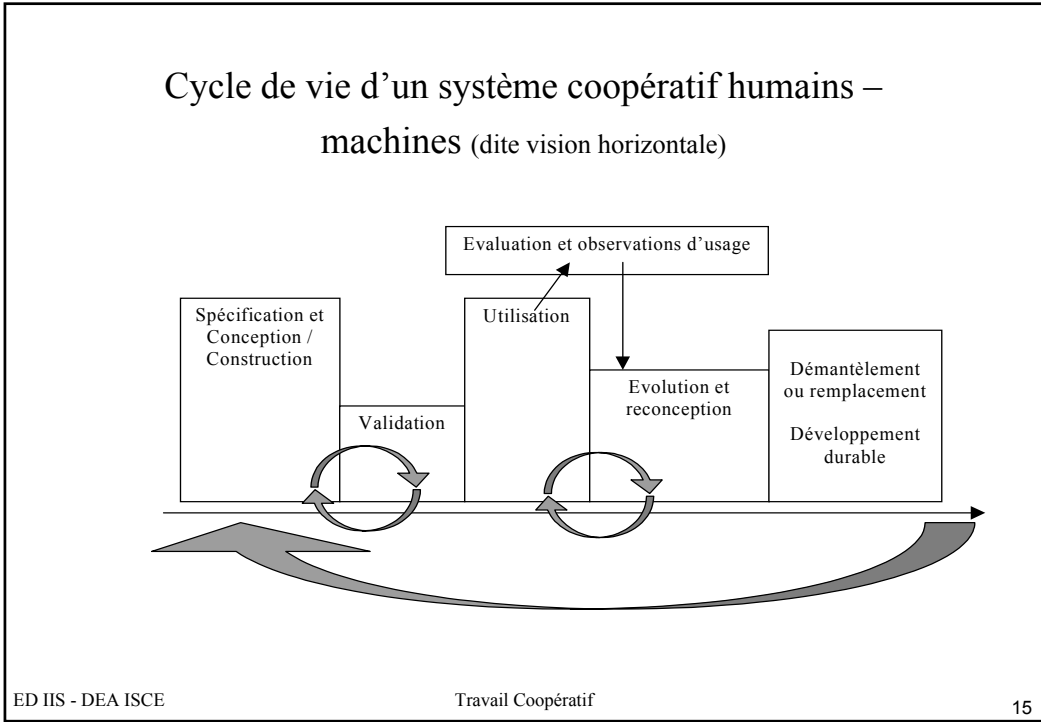 Cycle de vie d'un système coopératif humains –
machines (dite vision horizontale)
Evaluation et observations d'usage
Spécification et
Conception /
Construction
Validation
Utilisation
Evolution et
reconception
Démantèlement
ou remplacement
Développement
durable
ED IIS - DEA ISCE
Travail Coopératif
15